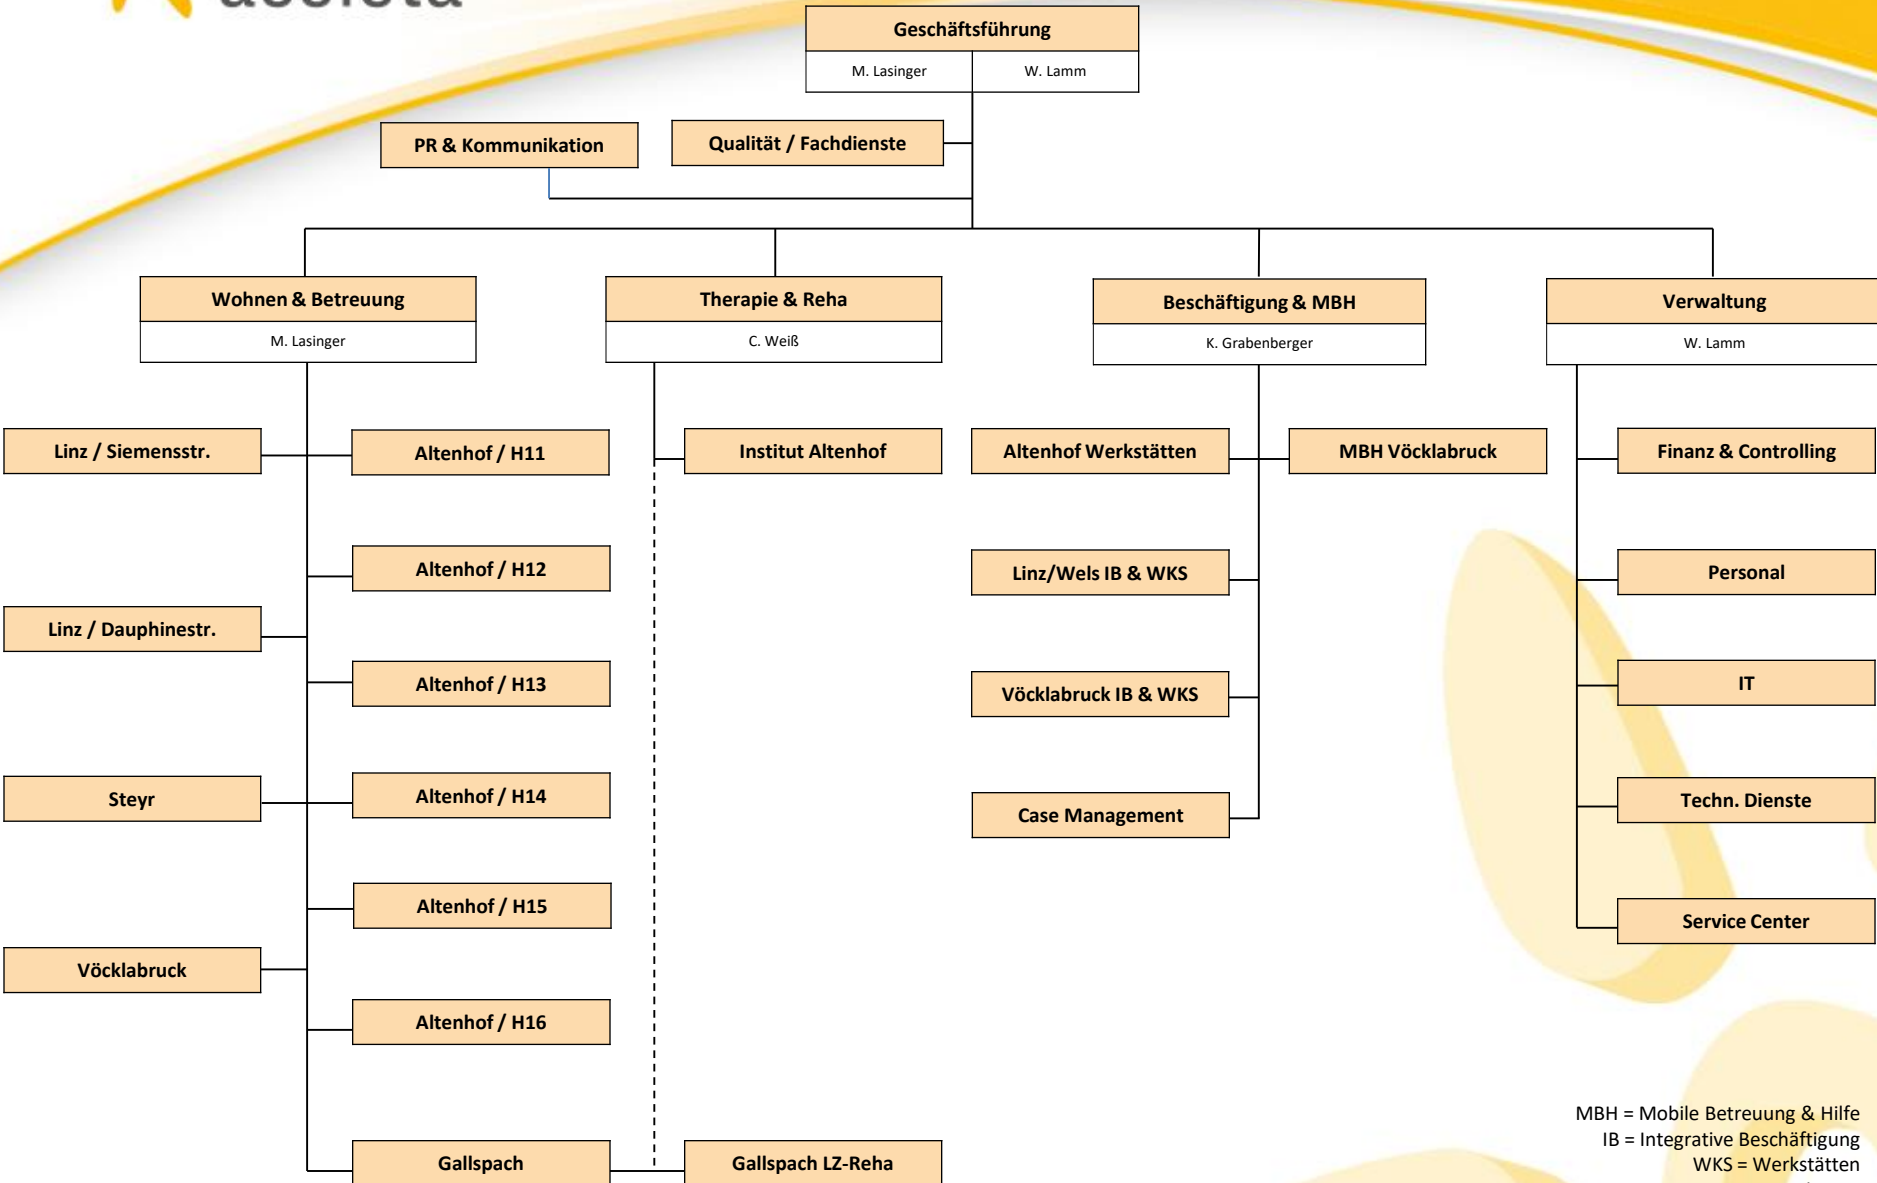 Geschäftsführung
M. Lasinger
W. Lamm
PR & Kommunikation
Qualität / Fachdienste
Wohnen & Betreuung
M. Lasinger
Therapie & Reha
C. Weiß
Beschäftigung & MBH
K. Grabenberger
Verwaltung
W. Lamm
Linz / Siemensstr.
Altenhof / H11
Institut Altenhof
Altenhof Werkstätten
MBH Vöcklabruck
Finanz & Controlling
Altenhof / H12
Linz/Wels IB & WKS
Personal
Linz / Dauphinestr.
Altenhof / H13
Vöcklabruck IB & WKS
IT
Steyr
Altenhof / H14
Case Management
Techn. Dienste
Altenhof / H15
Service Center
Vöcklabruck
Altenhof / H16
Gallspach
Gallspach LZ-Reha
MBH = Mobile Betreuung & Hilfe
IB = Integrative Beschäftigung
WKS = Werkstätten